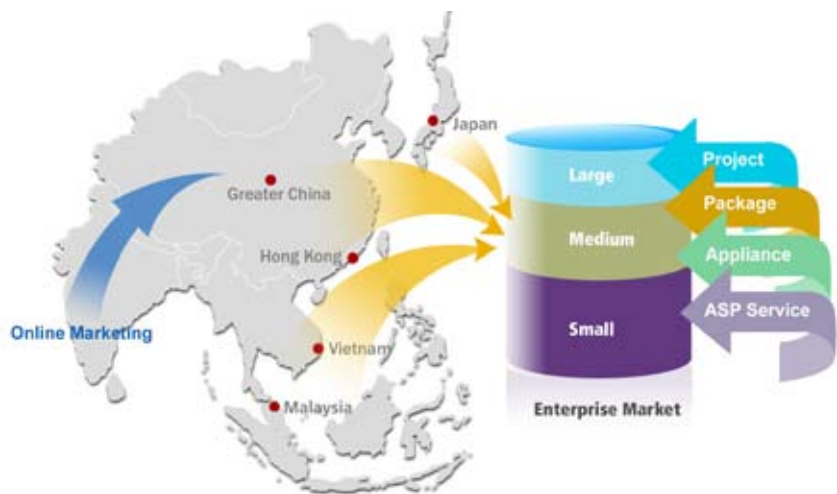 Japan
Greater China
Hong Kong
Online Marketing
Vietnam
Malaysia
Large
Medium
Small
Project
Package
Appliance
ASP Service
Enterprise Market